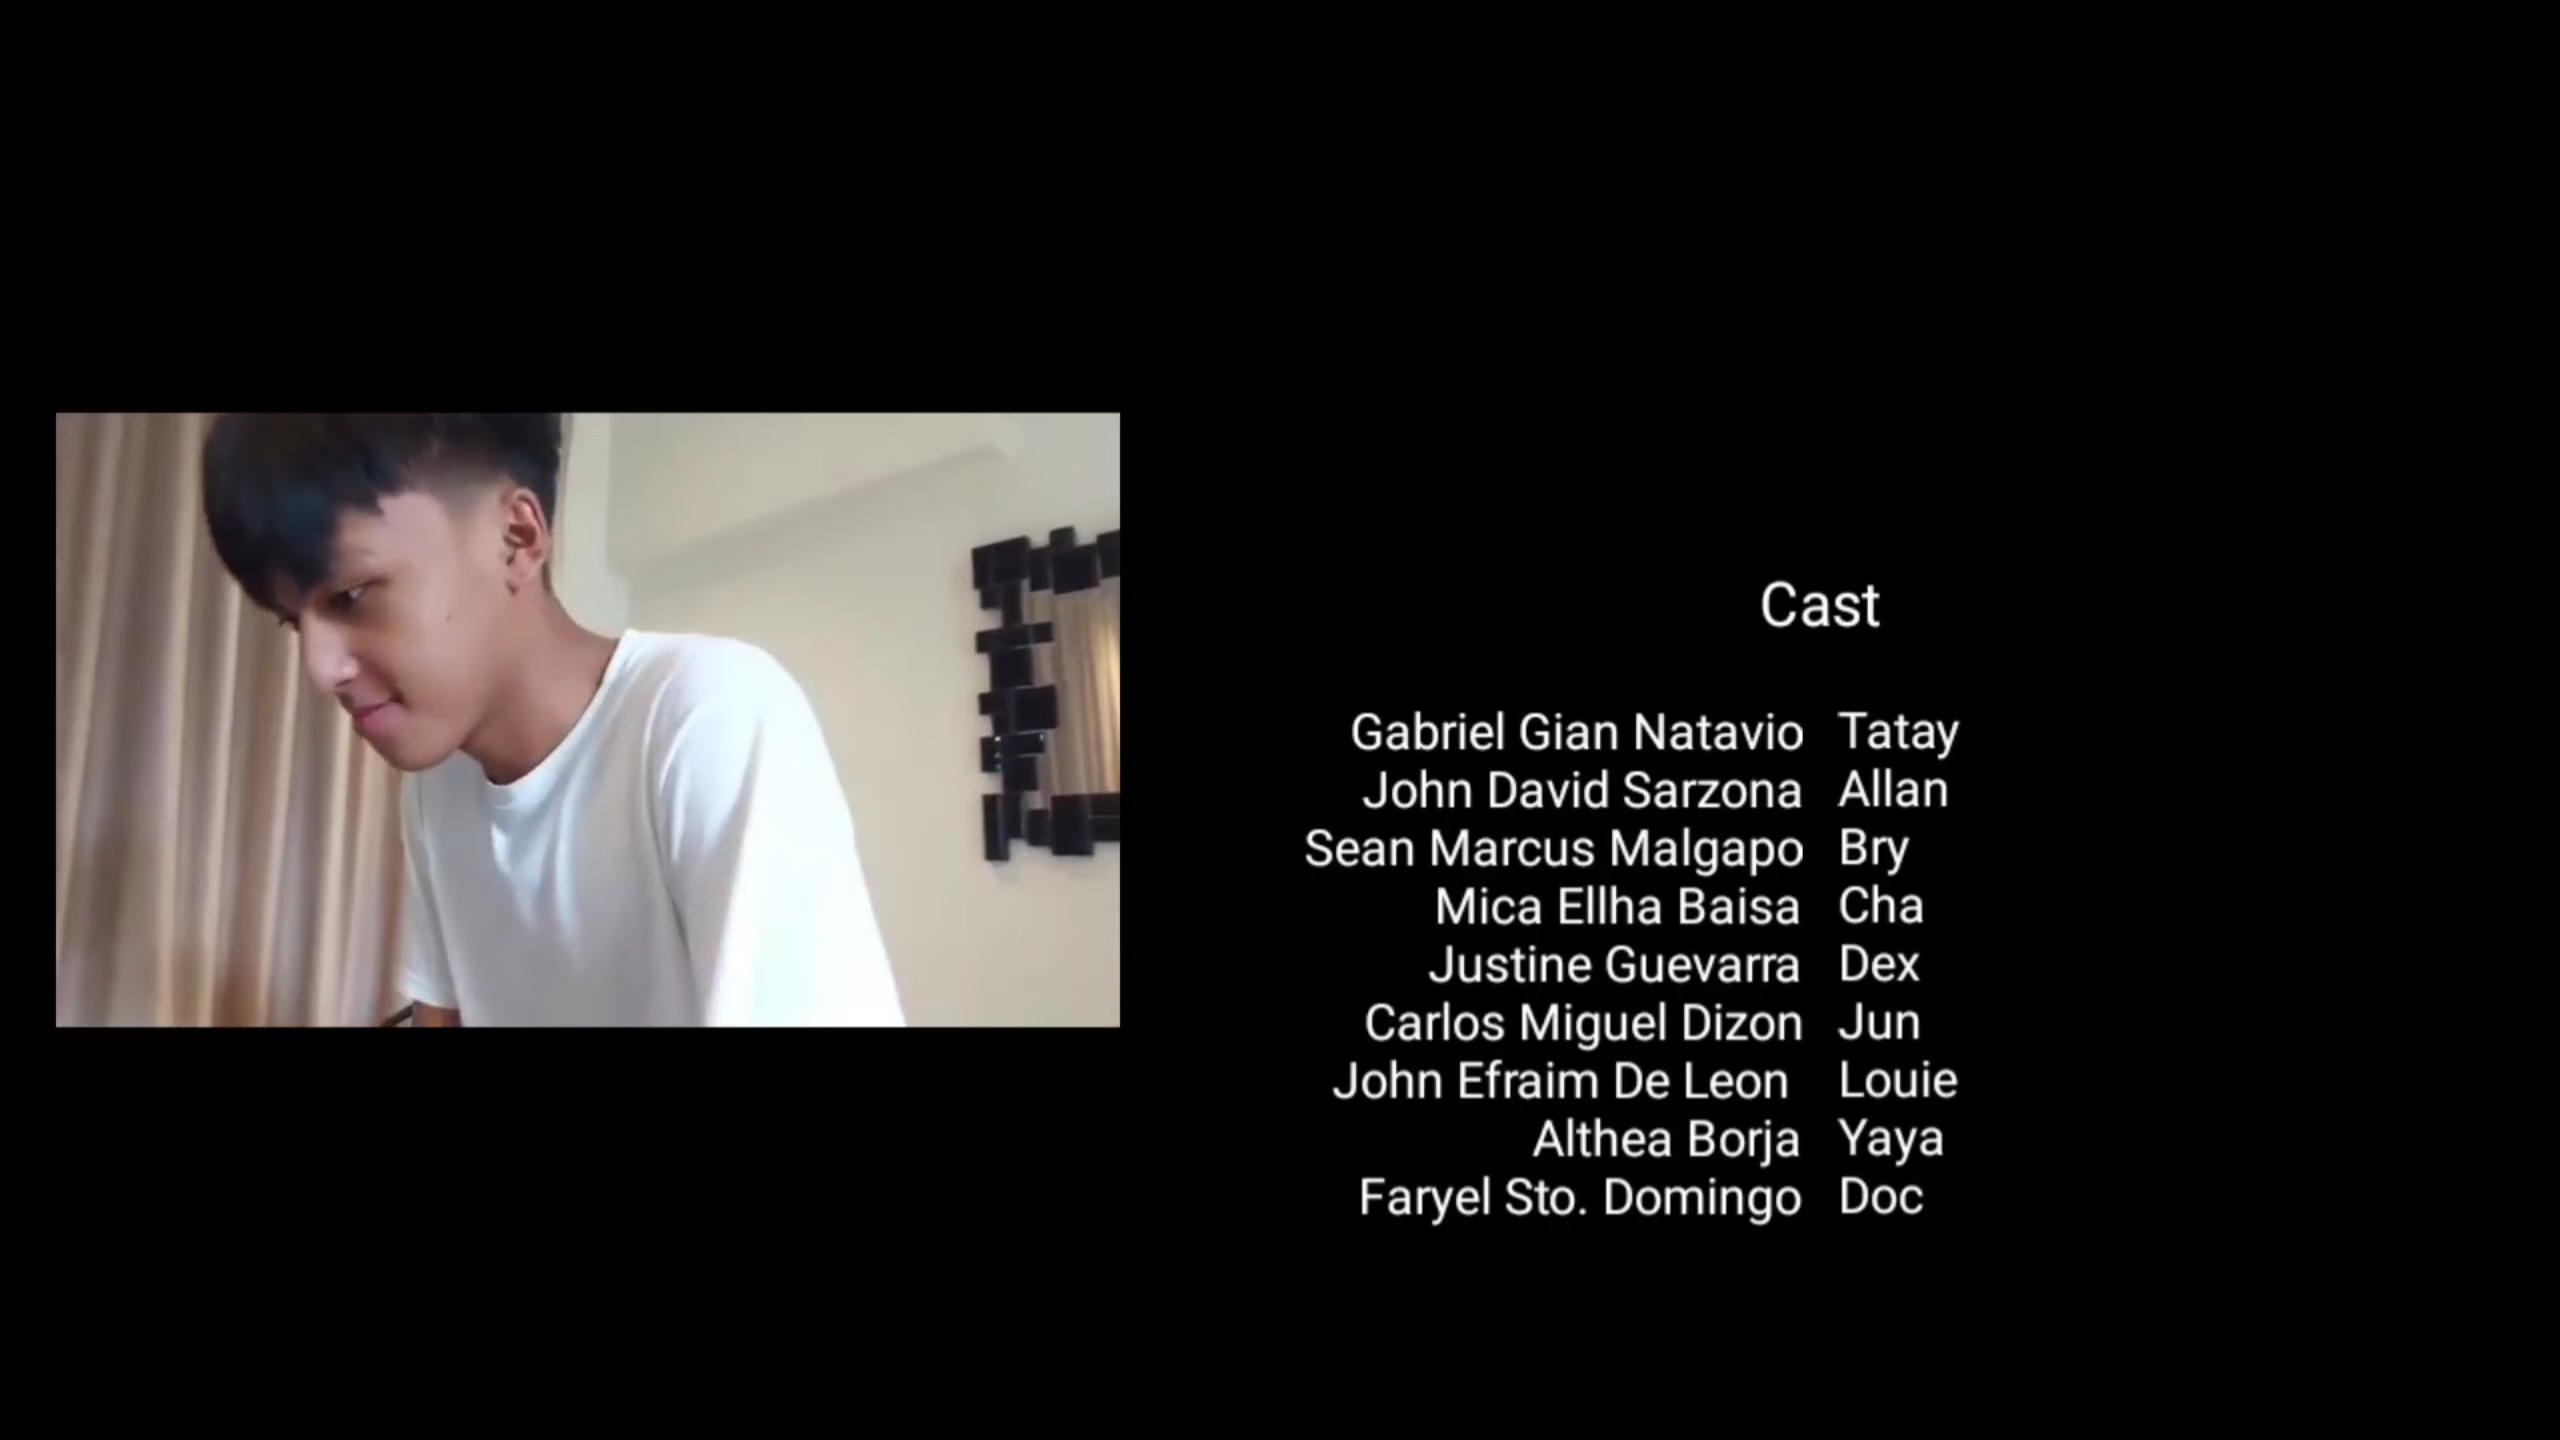 Cast
Gabriel Gian Natavio Tatay
John David Sarzona Allan
Sean Marcus Malgapo Bry
Mica Ellha Baisa Cha
Justine Guevarra Dex
Carlos Miguel Dizon Jun
John Efraim De Leon Louie
Althea Borja Yaya
Faryel Sto. Domingo Doc